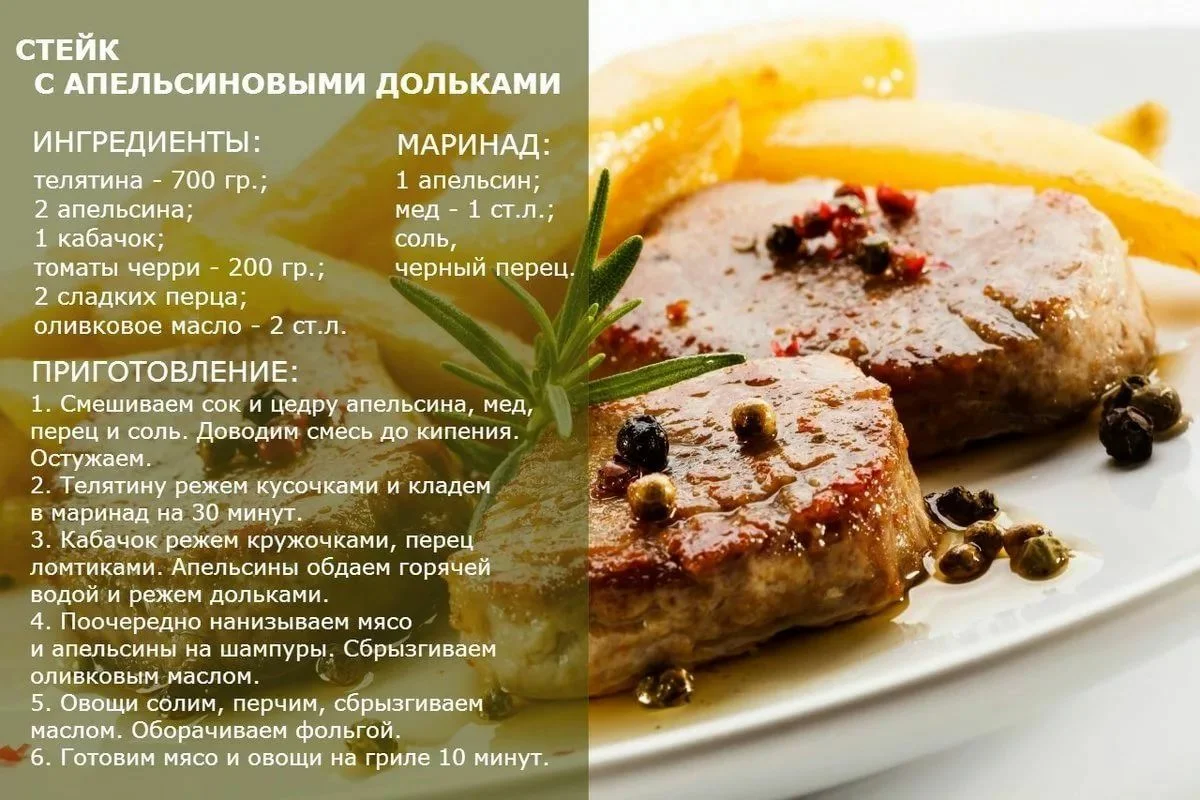 СТЕЙК
С АПЕЛЬСИНОВЫМИ ДОЛЬКАМИ
ИНГРЕДИЕНТЫ:
телятина - 700 гр.;
2 апельсина;
1 кабачок;
томаты черри - 200 гр.;
2 сладких перца;
оливковое масло - 2 ст.л.
МАРИНАД:
1 апельсин;
мед - 1 ст.л.;
соль,
черный перец.
ПРИГОТОВЛЕНИЕ:
1. Смешиваем сок и цедру апельсина, мед,
перец и соль. Доводим смесь до кипения.
Остужаем.
2. Телятину режем кусочками и кладем
в маринад на 30 минут.
3. Кабачок режем кружочками, перец
ломтиками. Апельсины обдаем горячей
водой и режем дольками.
4. Поочередно нанизываем мясо
и апельсины на шампуры. Сбрызгиваем
оливковым маслом.
5. Овощи солим, перчим, сбрызгиваем
маслом. Оборачиваем фольгой.
6. Готовим мясо и овощи на гриле 10 минут.